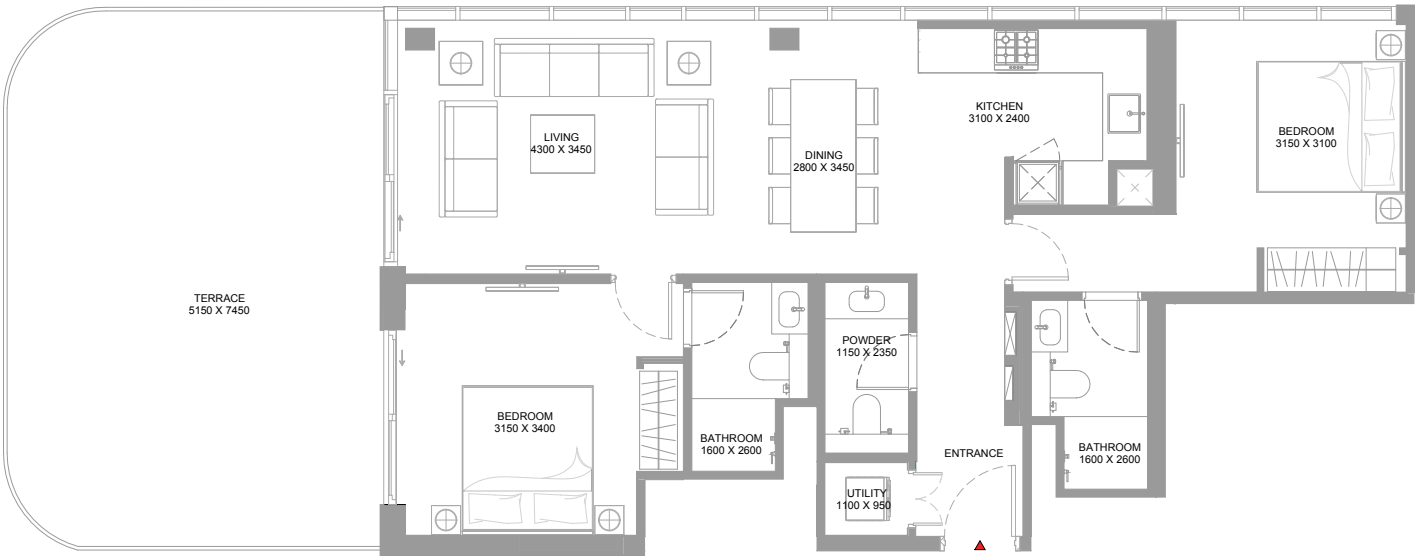 KITCHEN
3100 X 2400
BEDROOM
3150 X 3100
LIVING
4300 X 3450
DINING
2800 X 3450
TERRACE
5150 X 7450
POWDER
1150 X 2350
BEDROOM
3150 X 3400
BATHROOM
1600 X 2600
ENTRANCE
BATHROOM
1600 X 2600
UTILITY
1100 X 950